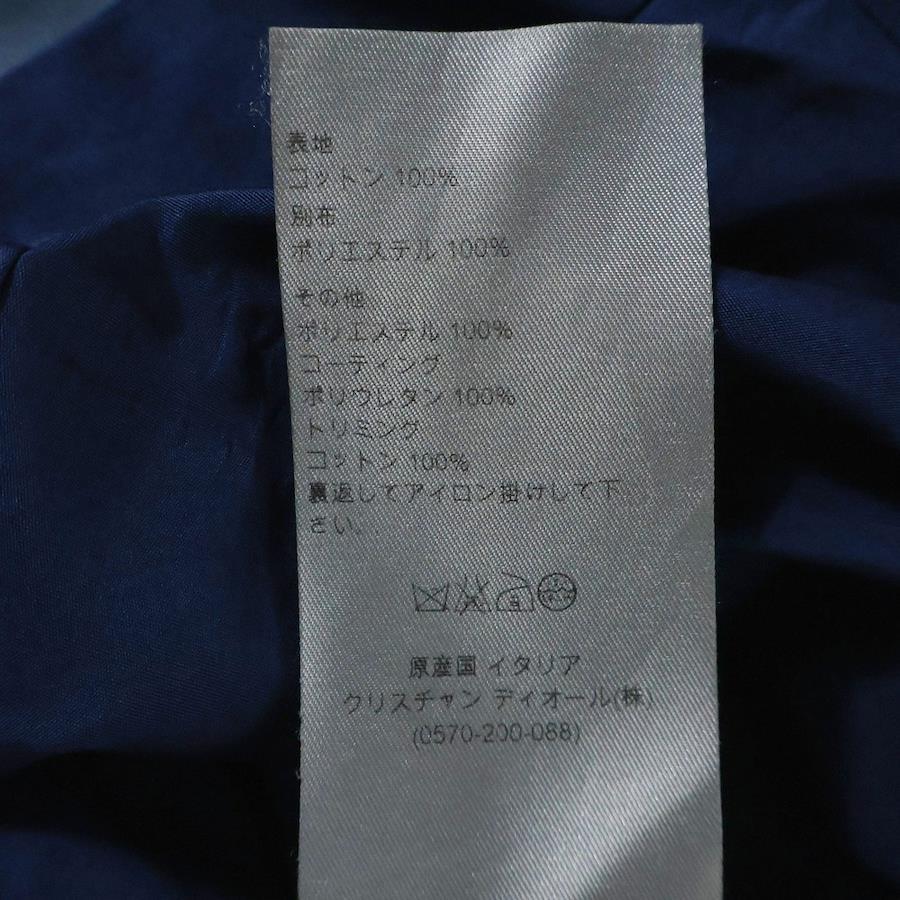 表地
コットン 100%
別布
ポリエステル 100%
その他
ポリエステル 100%
コーティング
ポリウレタン 100%
トリミング
コットン 100%
裏返してアイロン掛けして下
さい。
原産国 イタリア
クリスチャン ディオール(株)
(0570-200-088)